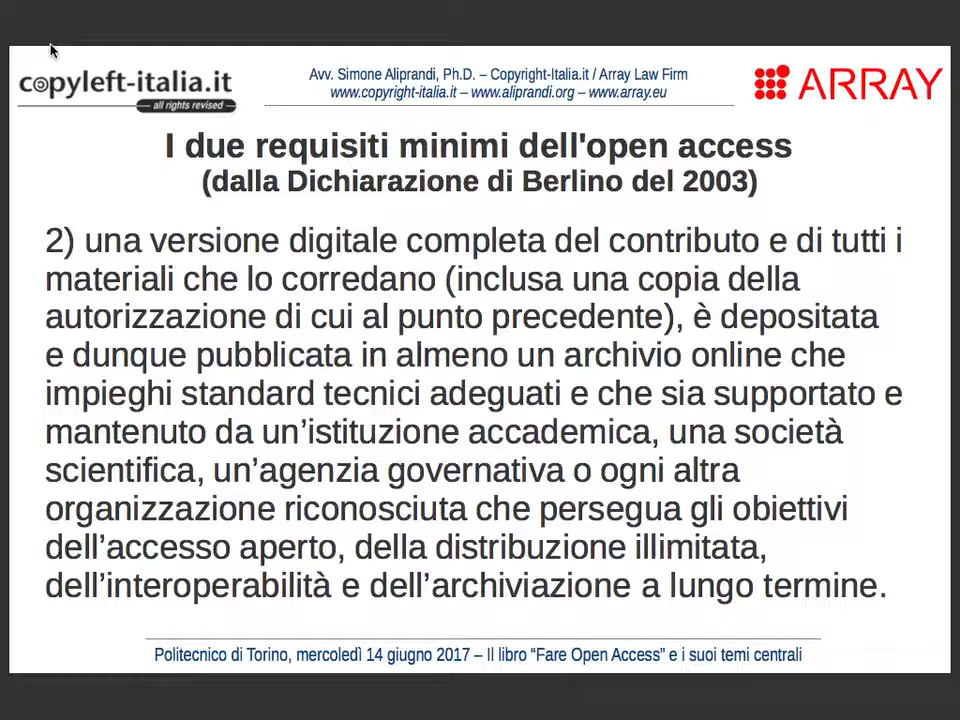 copyleft-italia.it
all rights revised
Avv. Simone Aliprandi, Ph.D. – Copyright-Italia.it / Array Law Firm
www.copyright-italia.it – www.aliprandi.org – www.array.eu
ARRAY
I due requisiti minimi dell'open access
(dalla Dichiarazione di Berlino del 2003)
2) una versione digitale completa del contributo e di tutti i
materiali che lo corredano (inclusa una copia della
autorizzazione di cui al punto precedente), è depositata
e dunque pubblicata in almeno un archivio online che
impieghi standard tecnici adeguati e che sia supportato e
mantenuto da un’istituzione accademica, una società
scientifica, un’agenzia governativa o ogni altra
organizzazione riconosciuta che persegua gli obiettivi
dell’accesso aperto, della distribuzione illimitata,
dell’interoperabilità e dell’archiviazione a lungo termine.
Politecnico di Torino, mercoledì 14 giugno 2017 – Il libro “Fare Open Access” e i suoi temi centrali